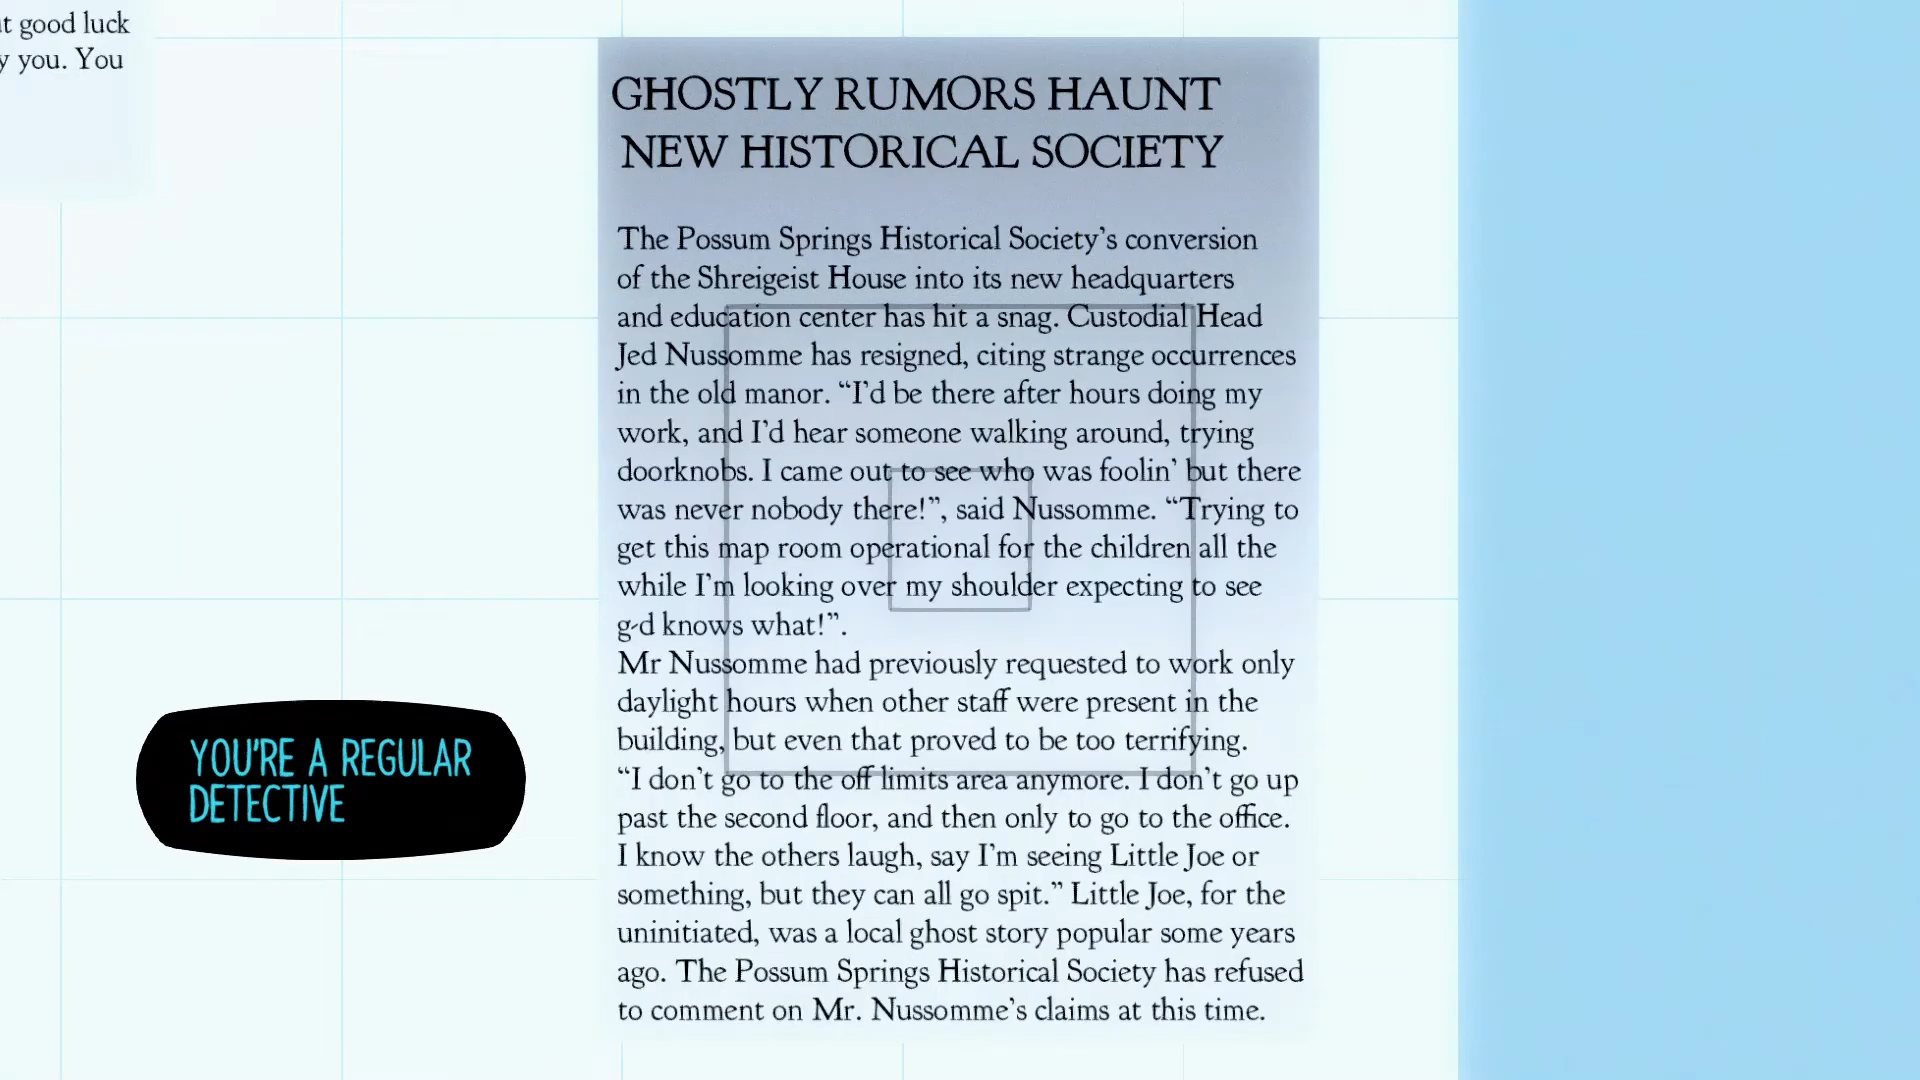 t good luck
y you. You
GHOSTLY RUMORS HAUNT
NEW HISTORICAL SOCIETY
The Possum Springs Historical Society's conversion
of the Shreigeist House into its new headquarters
and education center has hit a snag. Custodial Head
Jed Nussomme has resigned, citing strange occurrences
in the old manor. “I'd be there after hours doing my
work, and I'd hear someone walking around, trying
doorknobs. I came out to see who was foolin' but there
was never nobody there!”, said Nussomme. “Trying to
get this map room operational for the children all the
while I'm looking over my shoulder expecting to see
g-d knows what!”.
Mr Nussomme had previously requested to work only
daylight hours when other staff were present in the
building, but even that proved to be too terrifying.
“I don't go to the off limits area anymore. I don't go up
past the second floor, and then only to go to the office.
I know the others laugh, say I'm seeing Little Joe or
something, but they can all go spit.” Little Joe, for the
uninitiated, was a local ghost story popular some years
ago. The Possum Springs Historical Society has refused
to comment on Mr. Nussomme's claims at this time.
YOU'RE A REGULAR
DETECTIVE